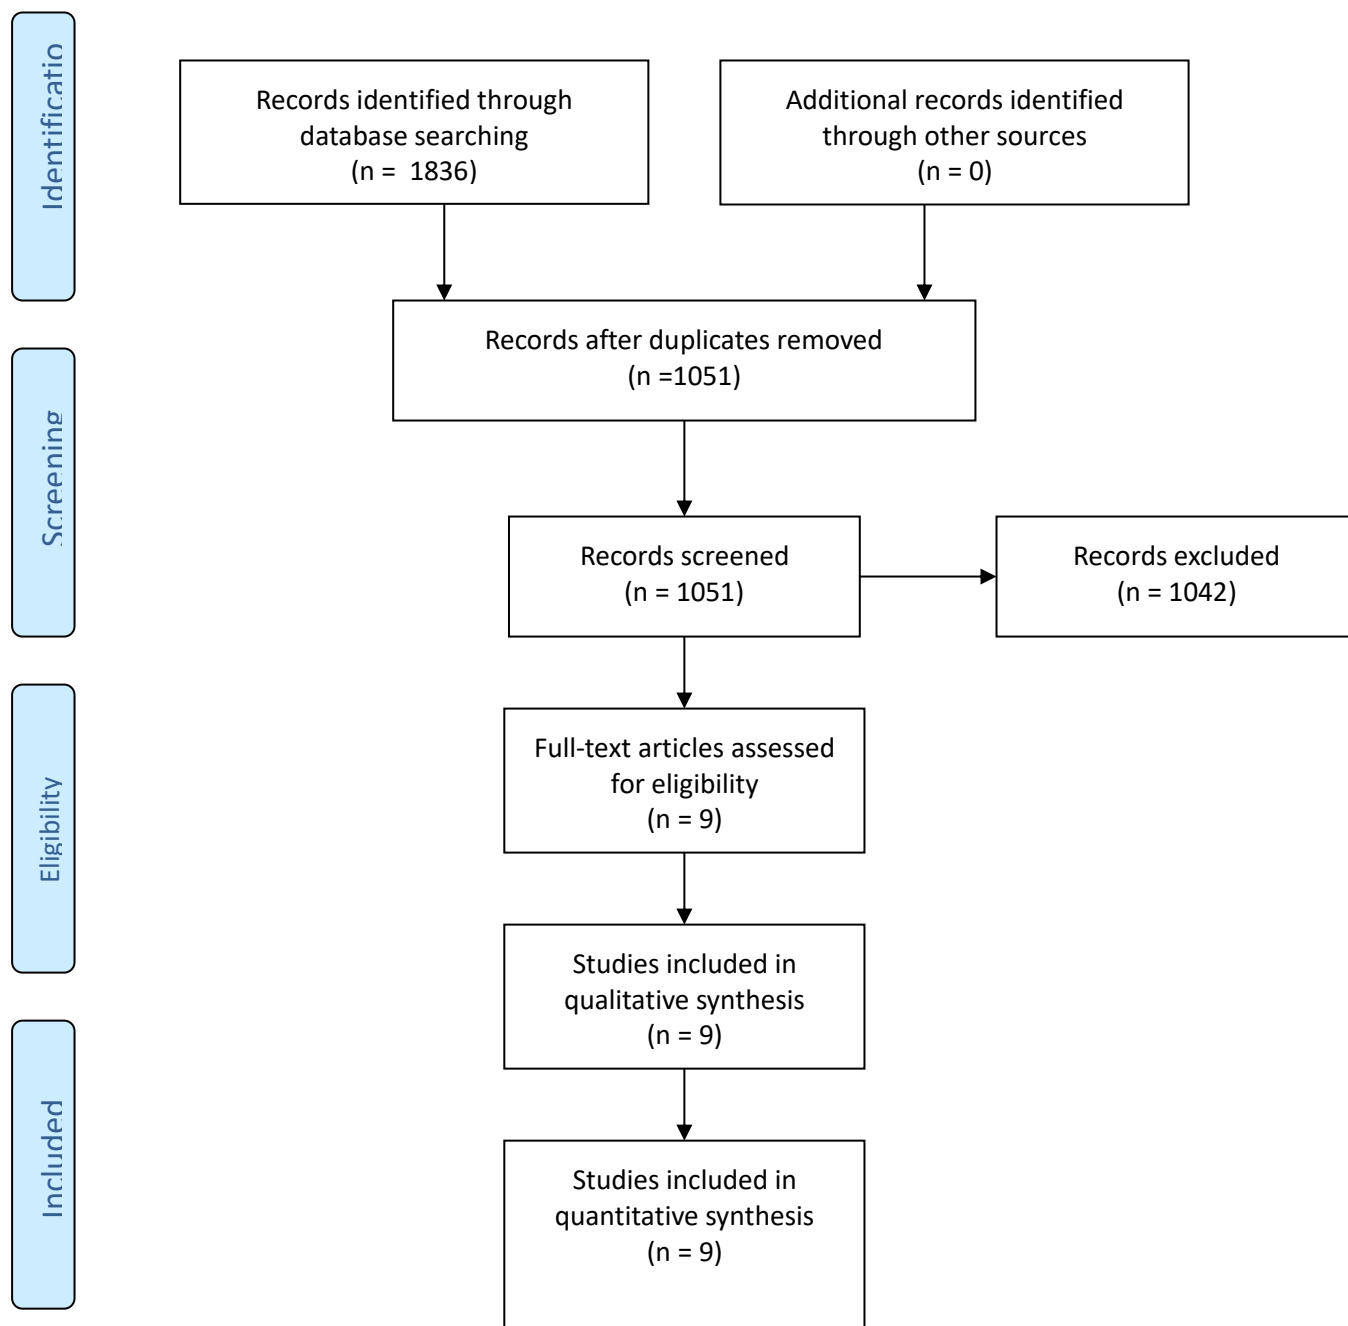 Identificatio
Records identified through
database searching
(n =  1836)
Additional records identified
through other sources
(n = 0)
Records after duplicates removed
(n =1051)
Screening
Records screened
(n = 1051)
Records excluded
(n = 1042)
Eligibility
Full-text articles assessed
for eligibility
(n = 9)
Studies included in
qualitative synthesis
(n = 9)
Included
Studies included in
quantitative synthesis
(n = 9)